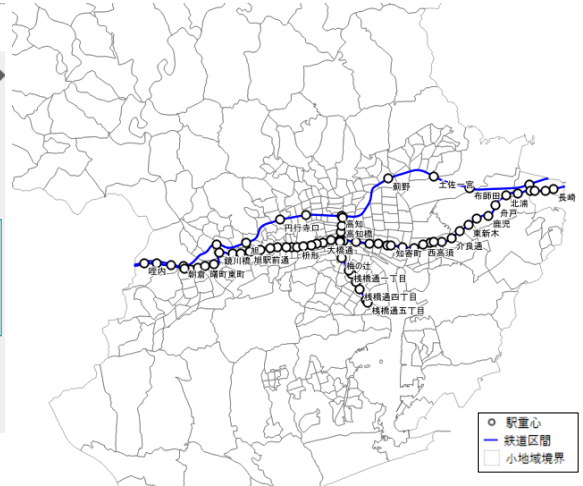 薊野
土佐一宮
布師田
北浦
長崎
舟戸
鹿児
東新木
介良通
西高須
知寄町
円行寺口
高知
高知橋
大橋通
枡形
旭駅前通
旭
鏡川橋
曙町東町
朝倉
咥内
梅の辻
桟橋通一丁目
桟橋通四丁目
桟橋通五丁目
駅重心
鉄道区間
小地域境界